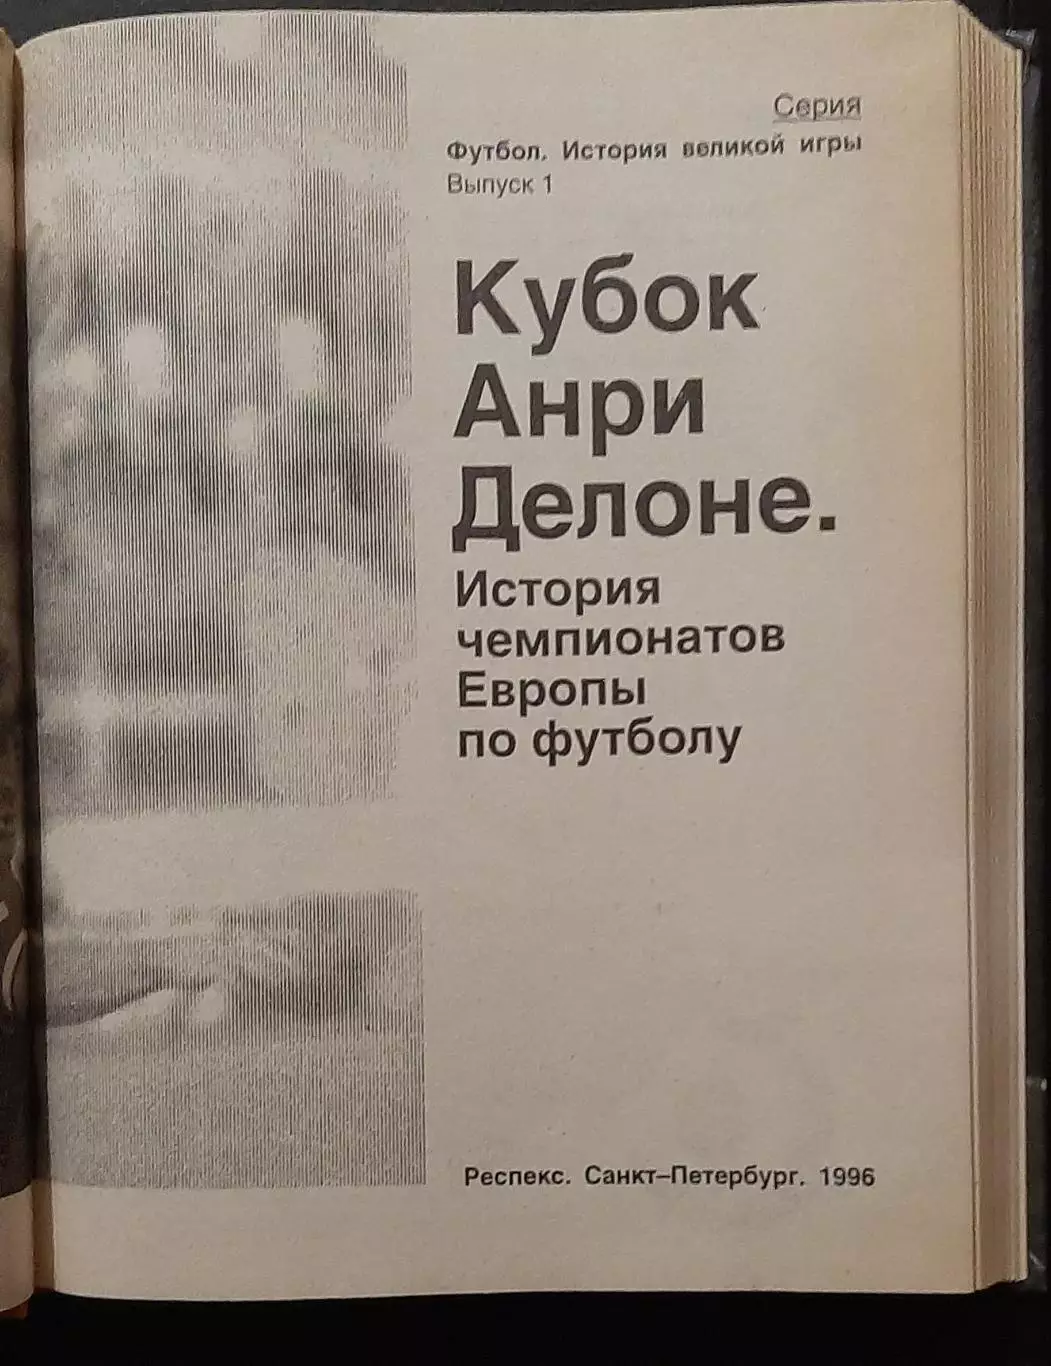 Серия
Футбол. История великой игры
Выпуск 1
Кубок
Анри
Делоне.
История
чемпионатов
Европы
по футболу
Респекс. Санкт–Петербург. 1996